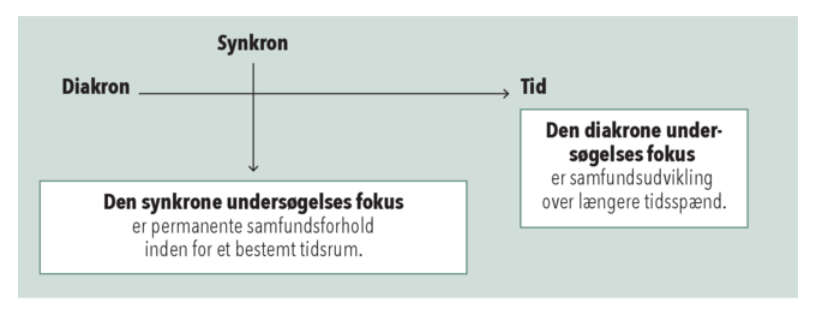 Synkron
Diakron
Tid
Den diakrone under-
søgelses fokus
er samfundsudvikling
over længere tidsspænd.
Den synkrone undersøgelses fokus
er permanente samfundsforhold
inden for et bestemt tidsrum.